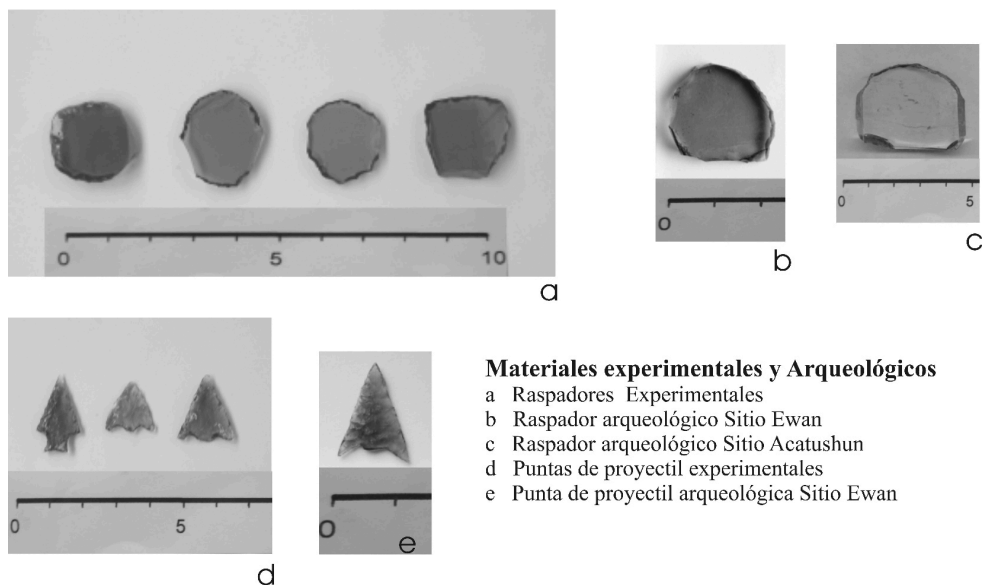 0 5 10
a
0
b
0 5
c
0 5
d
0
e
Materiales experimentales y Arqueológicos
a Raspadores Experimentales
b Raspador arqueológico Sitio Ewan
c Raspador arqueológico Sitio Acatushun
d Puntas de proyectil experimentales
e Punta de proyectil arqueológica Sitio Ewan